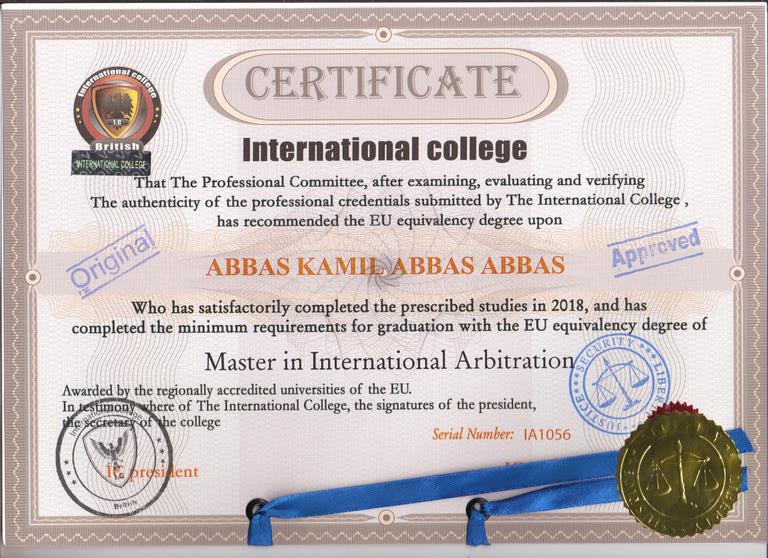 CERTIFICATE
International college
I.C
British
INTERNATIONAL COLLEGE
International college
That The Professional Committee, after examining, evaluating and verifying
The authenticity of the professional credentials submitted by The International College ,
has recommended the EU equivalency degree upon
Original
Approved
ABBAS KAMIL ABBAS ABBAS
Who has satisfactorily completed the prescribed studies in 2018, and has
completed the minimum requirements for graduation with the EU equivalency degree of
Master in International Arbitration
SECURITY
JUSTICE
Awarded by the regionally accredited universities of the EU.
In testimony where of The International College, the signatures of the president,
the secretary of the college
Serial Number: IA1056
International college
IC president
British